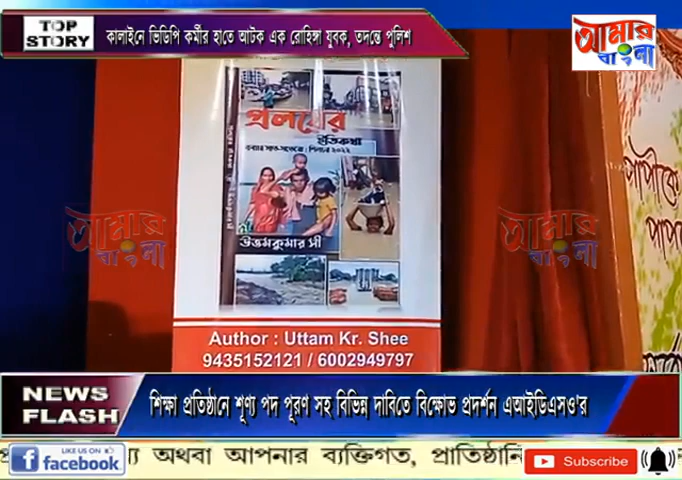 TOP STORY
কালাইনে ভিডিপি কর্মীর হাতে আটক এক রোহিঙ্গা যুবক, তদন্তে পুলিশ
আমার বাংলা
প্রলয়ের
ইতিকথা
উত্তমকুমার সী
আমার বাংলা
আমার বাংলা
পাপীকে
Author : Uttam Kr. Shee
9435152121 / 6002949797
NEWS FLASH
শিক্ষা প্রতিষ্ঠানে শূণ্য পদ পূরণ সহ বিভিন্ন দাবিতে বিক্ষোভ প্রদর্শন এআইডিএসও'র
LIKE US ON
facebook
অথবা আপনার ব্যক্তিগত, প্রাতিষ্ঠানি
Subscribe